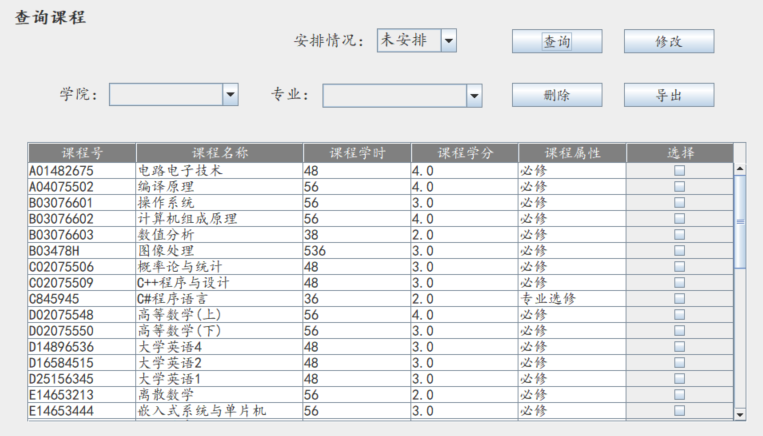 查询课程
安排情况： 未安排 查询 修改
学院： 专业： 删除 导出
课程号 课程名称 课程学时 课程学分 课程属性 选择
A01482675 电路电子技术 48 4.0 必修
A04075502 编译原理 56 4.0 必修
B03076601 操作系统 56 3.0 必修
B03076602 计算机组成原理 56 4.0 必修
B03076603 数值分析 38 2.0 必修
B03478H 图像处理 536 3.0 必修
C02075506 概率论与统计 48 3.0 必修
C02075509 C++程序与设计 48 3.0 必修
C845945 C#程序语言 36 2.0 专业选修
D02075548 高等数学(上) 56 4.0 必修
D02075550 高等数学(下) 56 3.0 必修
D14896536 大学英语4 48 3.0 必修
D16584515 大学英语2 48 3.0 必修
D25156345 大学英语1 48 3.0 必修
E14653213 离散数学 56 2.0 必修
E14653444 嵌入式系统与单片机 56 3.0 必修